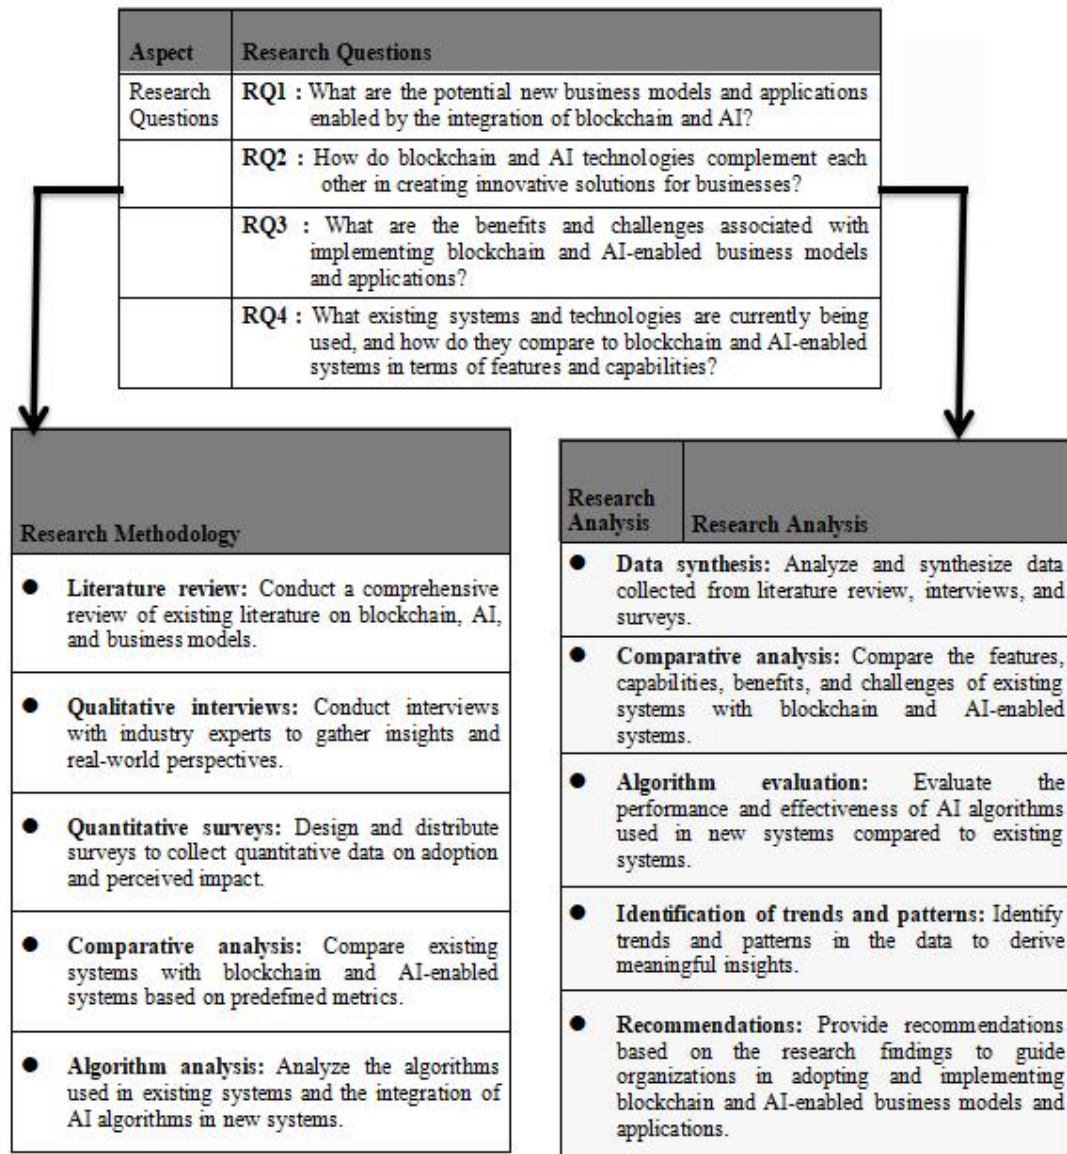 Aspect Research Questions
Research
Questions
RQ1 : What are the potential new business models and applications
enabled by the integration of blockchain and AI?
RQ2 : How do blockchain and AI technologies complement each
other in creating innovative solutions for businesses?
RQ3 : What are the benefits and challenges associated with
implementing blockchain and AI-enabled business models
and applications?
RQ4 : What existing systems and technologies are currently being
used, and how do they compare to blockchain and AI-enabled
systems in terms of features and capabilities?
Research Methodology
● Literature review: Conduct a comprehensive
review of existing literature on blockchain, AI,
and business models.
● Qualitative interviews: Conduct interviews
with industry experts to gather insights and
real-world perspectives.
● Quantitative surveys: Design and distribute
surveys to collect quantitative data on adoption
and perceived impact.
● Comparative analysis: Compare existing
systems with blockchain and AI-enabled
systems based on predefined metrics.
● Algorithm analysis: Analyze the algorithms
used in existing systems and the integration of
AI algorithms in new systems.
Research
Analysis
Research Analysis
● Data synthesis: Analyze and synthesize data
collected from literature review, interviews, and
surveys.
● Comparative analysis: Compare the features,
capabilities, benefits, and challenges of existing
systems with blockchain and AI-enabled
systems.
● Algorithm evaluation: Evaluate the
performance and effectiveness of AI algorithms
used in new systems compared to existing
systems.
● Identification of trends and patterns: Identify
trends and patterns in the data to derive
meaningful insights.
● Recommendations: Provide recommendations
based on the research findings to guide
organizations in adopting and implementing
blockchain and AI-enabled business models and
applications.